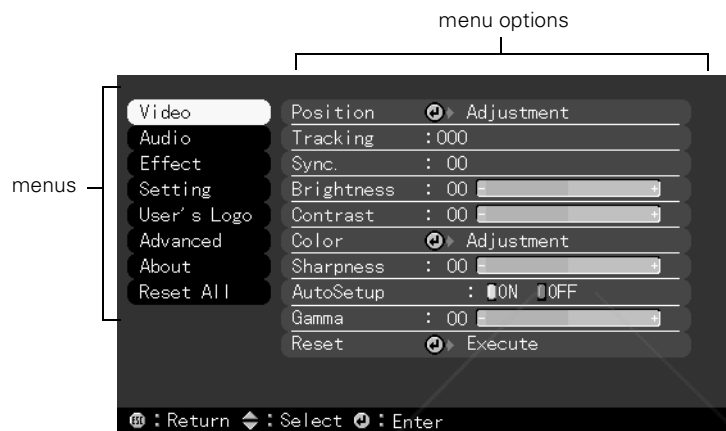 menu options
menus
Video
Audio
Effect
Setting
User's Logo
Advanced
About
Reset All
Position Adjustment
Tracking :000
Sync. : 00
Brightness : 00 - +
Contrast : 00 - +
Color Adjustment
Sharpness : 00 - +
AutoSetup : ON OFF
Gamma : 00 - +
Reset Execute
ESC : Return : Select : Enter